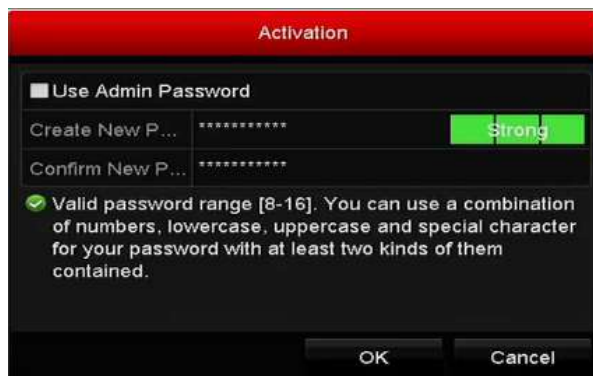 Activation
Use Admin Password
Create New P... *********** Strong
Confirm New P... ***********
Valid password range [8-16]. You can use a combination
of numbers, lowercase, uppercase and special character
for your password with at least two kinds of them
contained.
OK Cancel